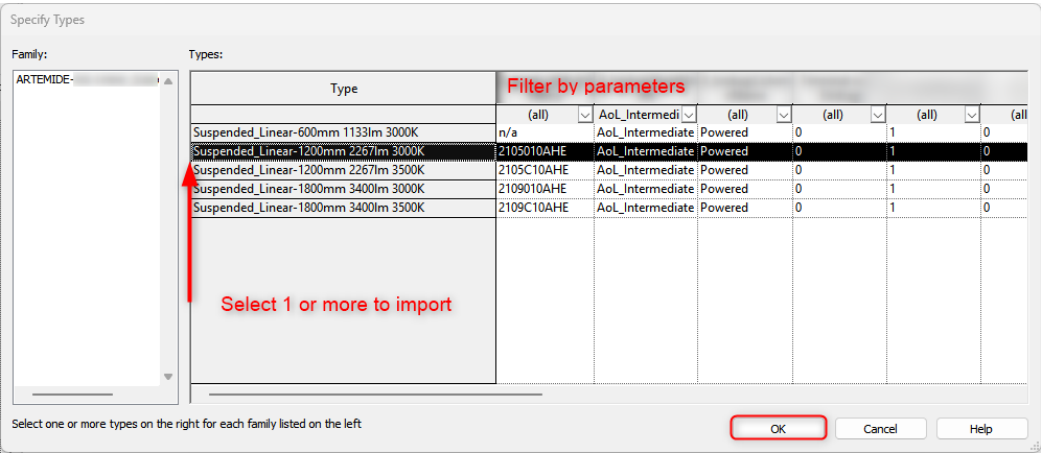 Specify Types
Family:
Types:
ARTEMIDE-
Type
Filter by parameters
(all) AoL_Intermedi (all) (all) (all) (all
Suspended_Linear-600mm 1133lm 3000K n/a AoL_Intermediate Powered 0 1 0
Suspended_Linear-1200mm 2267lm 3000K 2105010AHE AoL_Intermediate Powered 0 1 0
Suspended_Linear-1200mm 2267lm 3500K 2105C10AHE AoL_Intermediate Powered 0 1 0
Suspended_Linear-1800mm 3400lm 3000K 2109010AHE AoL_Intermediate Powered 0 1 0
Suspended_Linear-1800mm 3400lm 3500K 2109C10AHE AoL_Intermediate Powered 0 1 0
Select 1 or more to import
Select one or more types on the right for each family listed on the left
OK Cancel Help